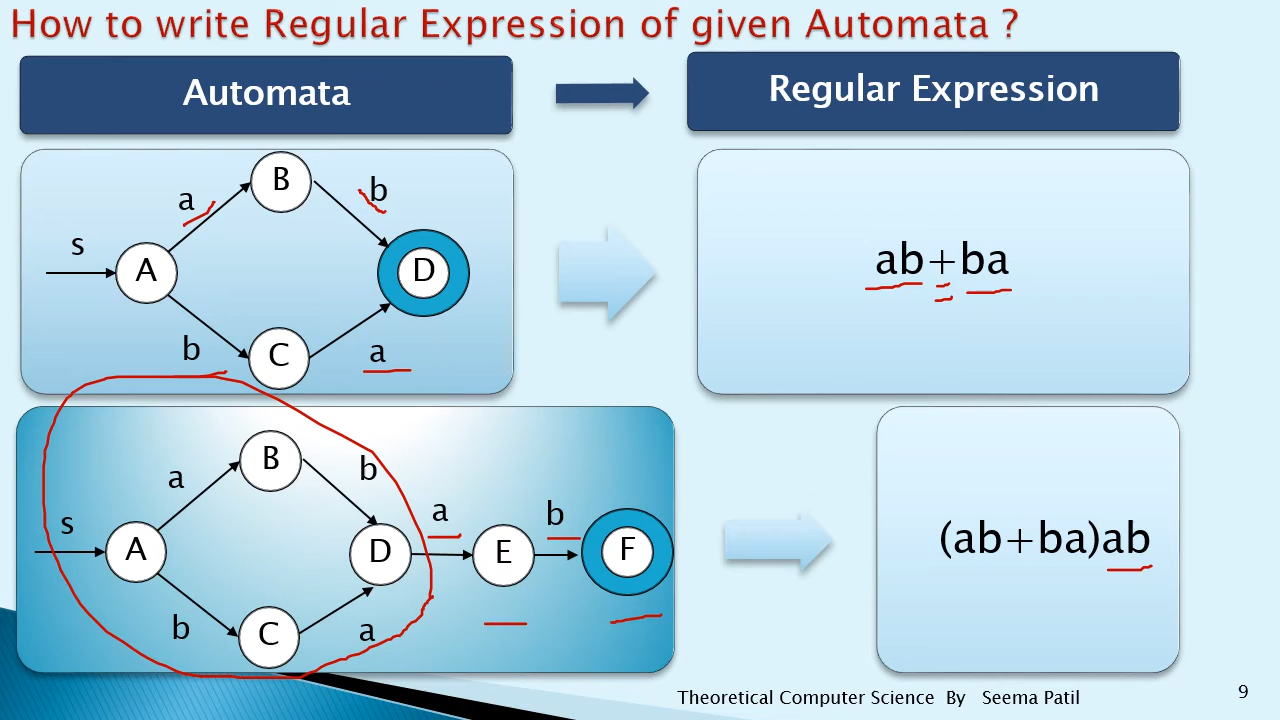 How to write Regular Expression of given Automata ?
Automata
Regular Expression
B
a
b
s
A
D
ab+ba
b
C
a
B
a
b
s
A
D
a
E
b
F
(ab+ba)ab
b
C
a
Theoretical Computer Science By Seema Patil
9